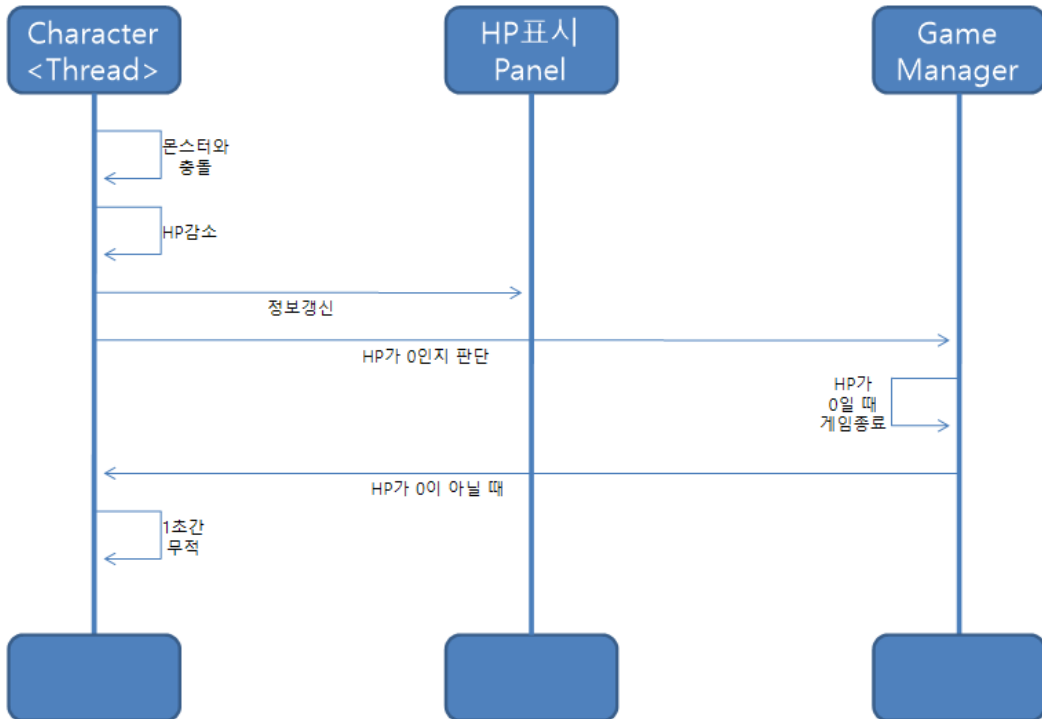 Character
<Thread>
HP표시
Panel
Game
Manager
몬스터와
충돌
HP감소
정보갱신
HP가 0인지 판단
HP가
0일 때
게임종료
HP가 0이 아닐 때
1초간
무적